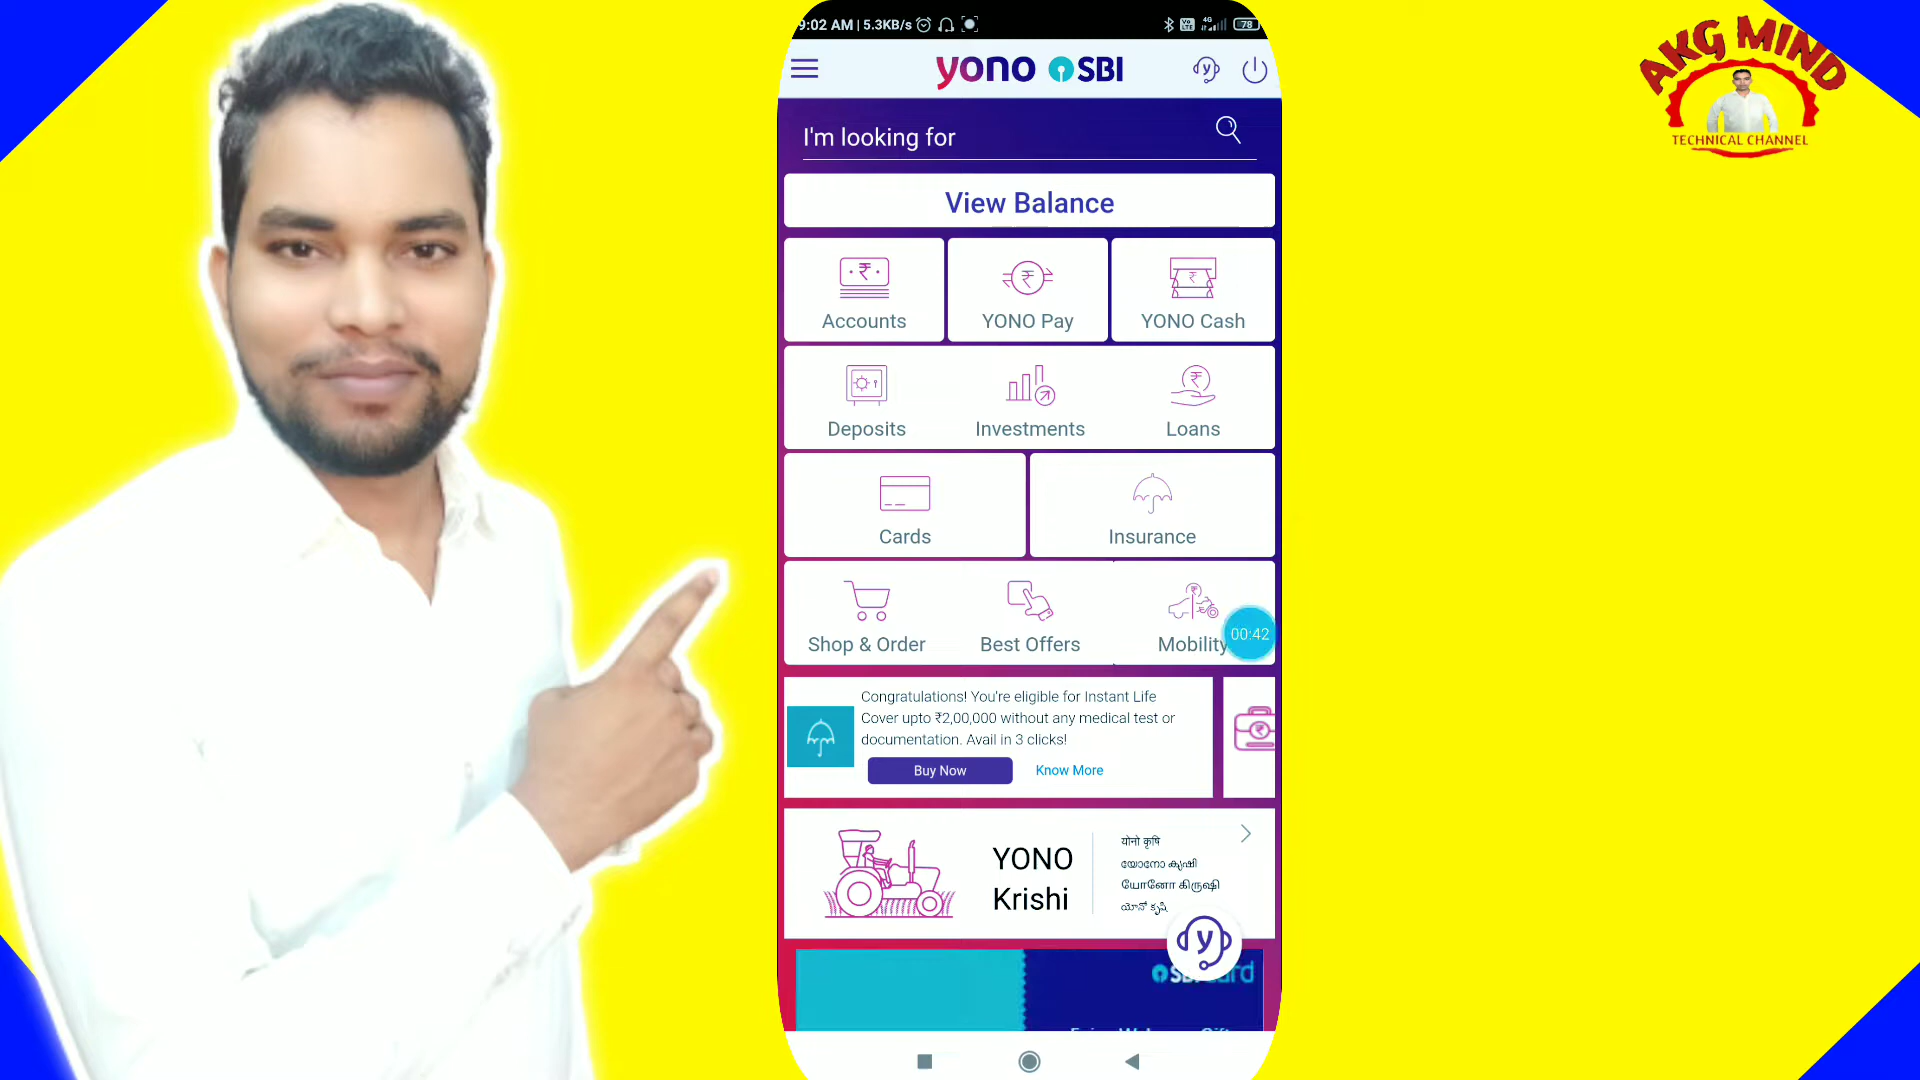 9:02 AM | 5.3KB/s
4G
78
AKG MIND
TECHNICAL CHANNEL
yono SBI
I'm looking for
View Balance
Accounts
YONO Pay
YONO Cash
Deposits
Investments
Loans
Cards
Insurance
Shop & Order
Best Offers
Mobility
00:42
Congratulations! You're eligible for Instant Life
Cover upto ₹2,00,000 without any medical test or
documentation. Avail in 3 clicks!
Buy Now
Know More
YONO
Krishi
योनो कृषि
യോനോ കൃഷി
யோனோ கிருஷி
యోనో కృషి